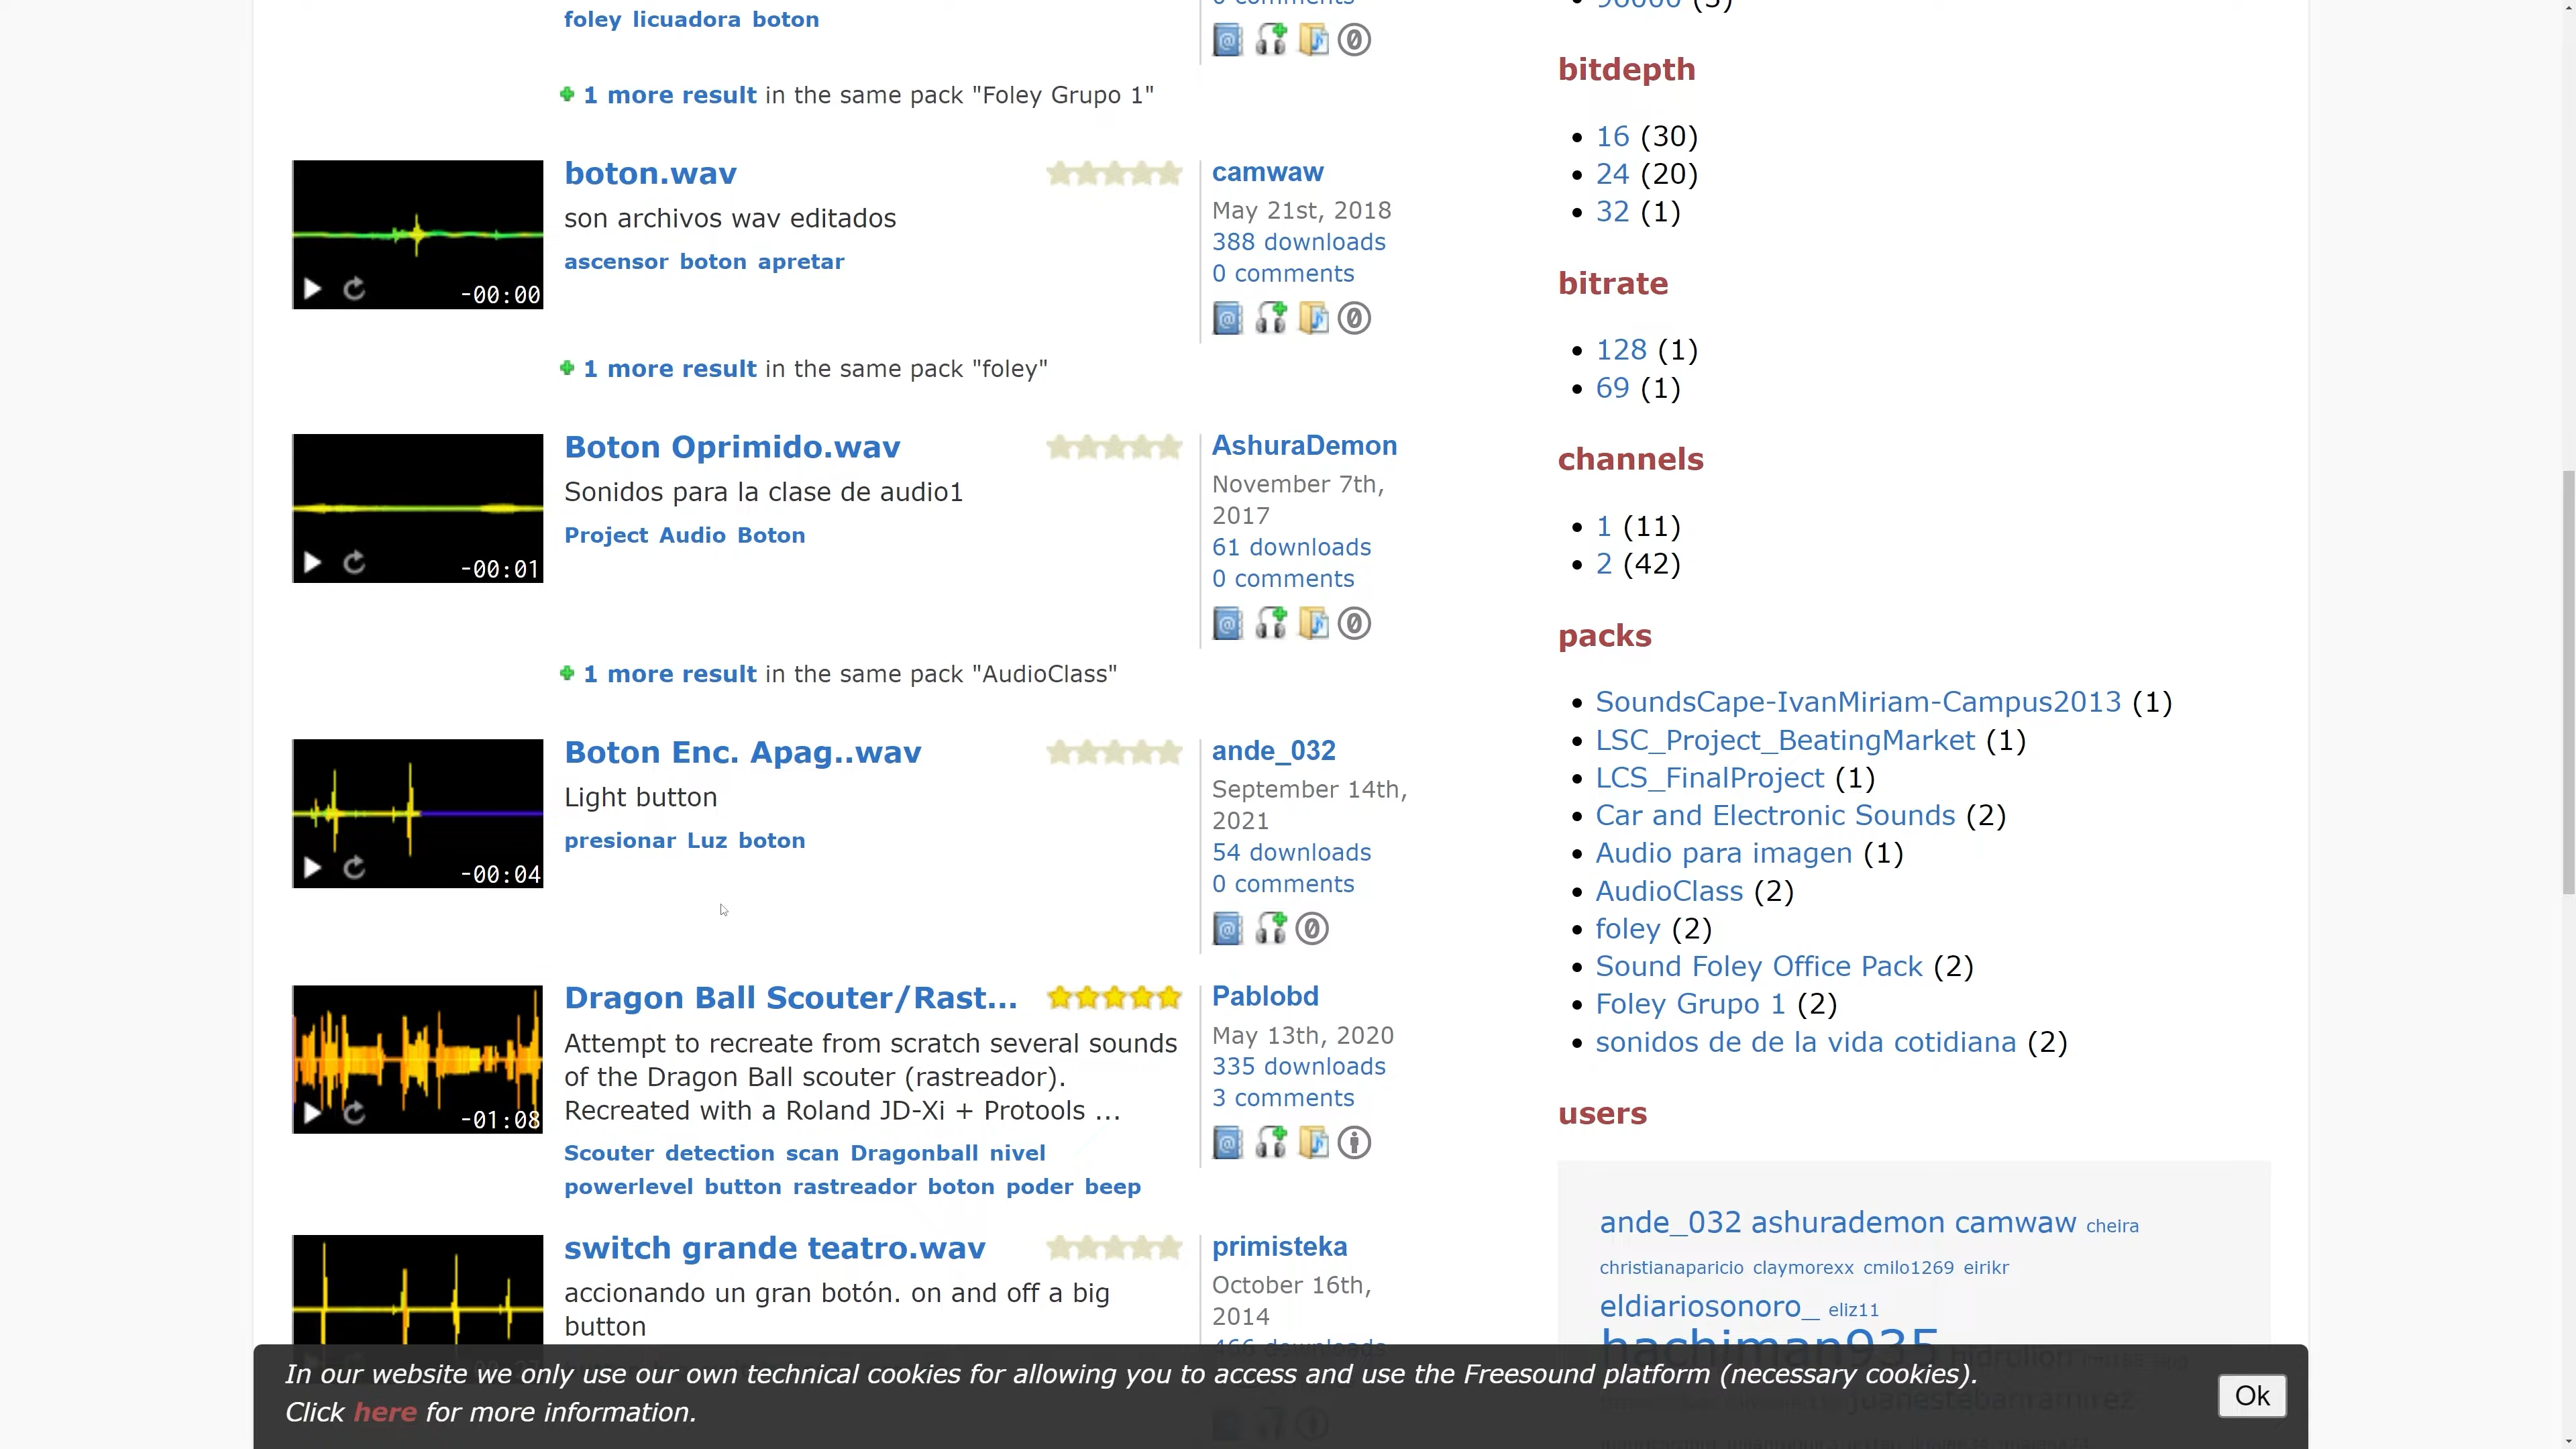 foley licuadora boton
1 more result in the same pack "Foley Grupo 1"
boton.wav
son archivos wav editados
ascensor boton apretar
-00:00
camwaw
May 21st, 2018
388 downloads
0 comments
1 more result in the same pack "foley"
Boton Oprimido.wav
Sonidos para la clase de audio1
Project Audio Boton
-00:01
AshuraDemon
November 7th,
2017
61 downloads
0 comments
1 more result in the same pack "AudioClass"
Boton Enc. Apag..wav
Light button
presionar Luz boton
-00:04
ande_032
September 14th,
2021
54 downloads
0 comments
Dragon Ball Scouter/Rast...
Attempt to recreate from scratch several sounds
of the Dragon Ball scouter (rastreador).
Recreated with a Roland JD-Xi + Protools ...
Scouter detection scan Dragonball nivel
powerlevel button rastreador boton poder beep
-01:08
Pablobd
May 13th, 2020
335 downloads
3 comments
switch grande teatro.wav
accionando un gran botón. on and off a big
button
primisteka
October 16th,
2014
466 downloads
bitdepth
16 (30)
24 (20)
32 (1)
bitrate
128 (1)
69 (1)
channels
1 (11)
2 (42)
packs
SoundsCape-IvanMiriam-Campus2013 (1)
LSC_Project_BeatingMarket (1)
LCS_FinalProject (1)
Car and Electronic Sounds (2)
Audio para imagen (1)
AudioClass (2)
foley (2)
Sound Foley Office Pack (2)
Foley Grupo 1 (2)
sonidos de de la vida cotidiana (2)
users
ande_032 ashurademon camwaw cheira
christianaparicio claymorexx cmilo1269 eirikr
eldiariosonoro_ eliz11
hachiman935
In our website we only use our own technical cookies for allowing you to access and use the Freesound platform (necessary cookies).
Click here for more information.
Ok